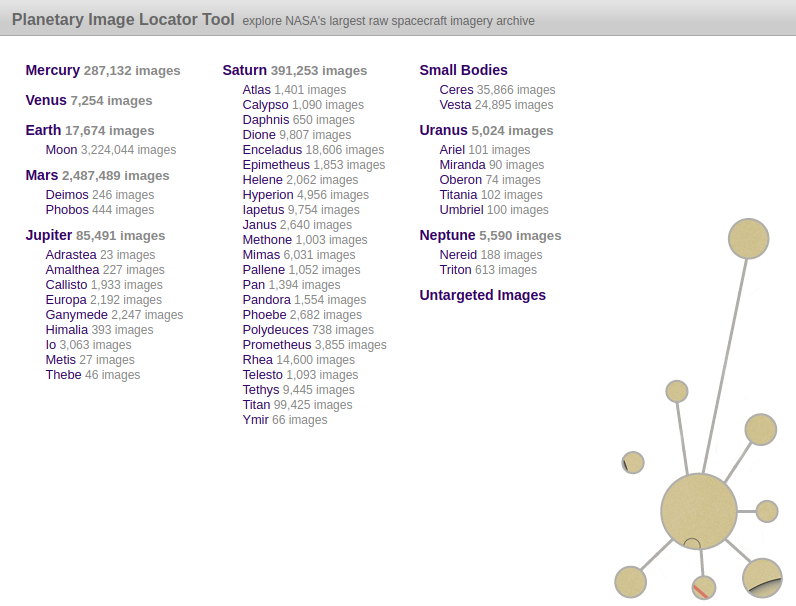 Planetary Image Locator Tool explore NASA's largest raw spacecraft imagery archive
Mercury 287,132 images
Venus 7,254 images
Earth 17,674 images
Moon 3,224,044 images
Mars 2,487,489 images
Deimos 246 images
Phobos 444 images
Jupiter 85,491 images
Adrastea 23 images
Amalthea 227 images
Callisto 1,933 images
Europa 2,192 images
Ganymede 2,247 images
Himalia 393 images
Io 3,063 images
Metis 27 images
Thebe 46 images
Saturn 391,253 images
Atlas 1,401 images
Calypso 1,090 images
Daphnis 650 images
Dione 9,807 images
Enceladus 18,606 images
Epimetheus 1,853 images
Helene 2,062 images
Hyperion 4,956 images
Iapetus 9,754 images
Janus 2,640 images
Methone 1,003 images
Mimas 6,031 images
Pallene 1,052 images
Pan 1,394 images
Pandora 1,554 images
Phoebe 2,682 images
Polydeuces 738 images
Prometheus 3,855 images
Rhea 14,600 images
Telesto 1,093 images
Tethys 9,445 images
Titan 99,425 images
Ymir 66 images
Small Bodies
Ceres 35,866 images
Vesta 24,895 images
Uranus 5,024 images
Ariel 101 images
Miranda 90 images
Oberon 74 images
Titania 102 images
Umbriel 100 images
Neptune 5,590 images
Nereid 188 images
Triton 613 images
Untargeted Images